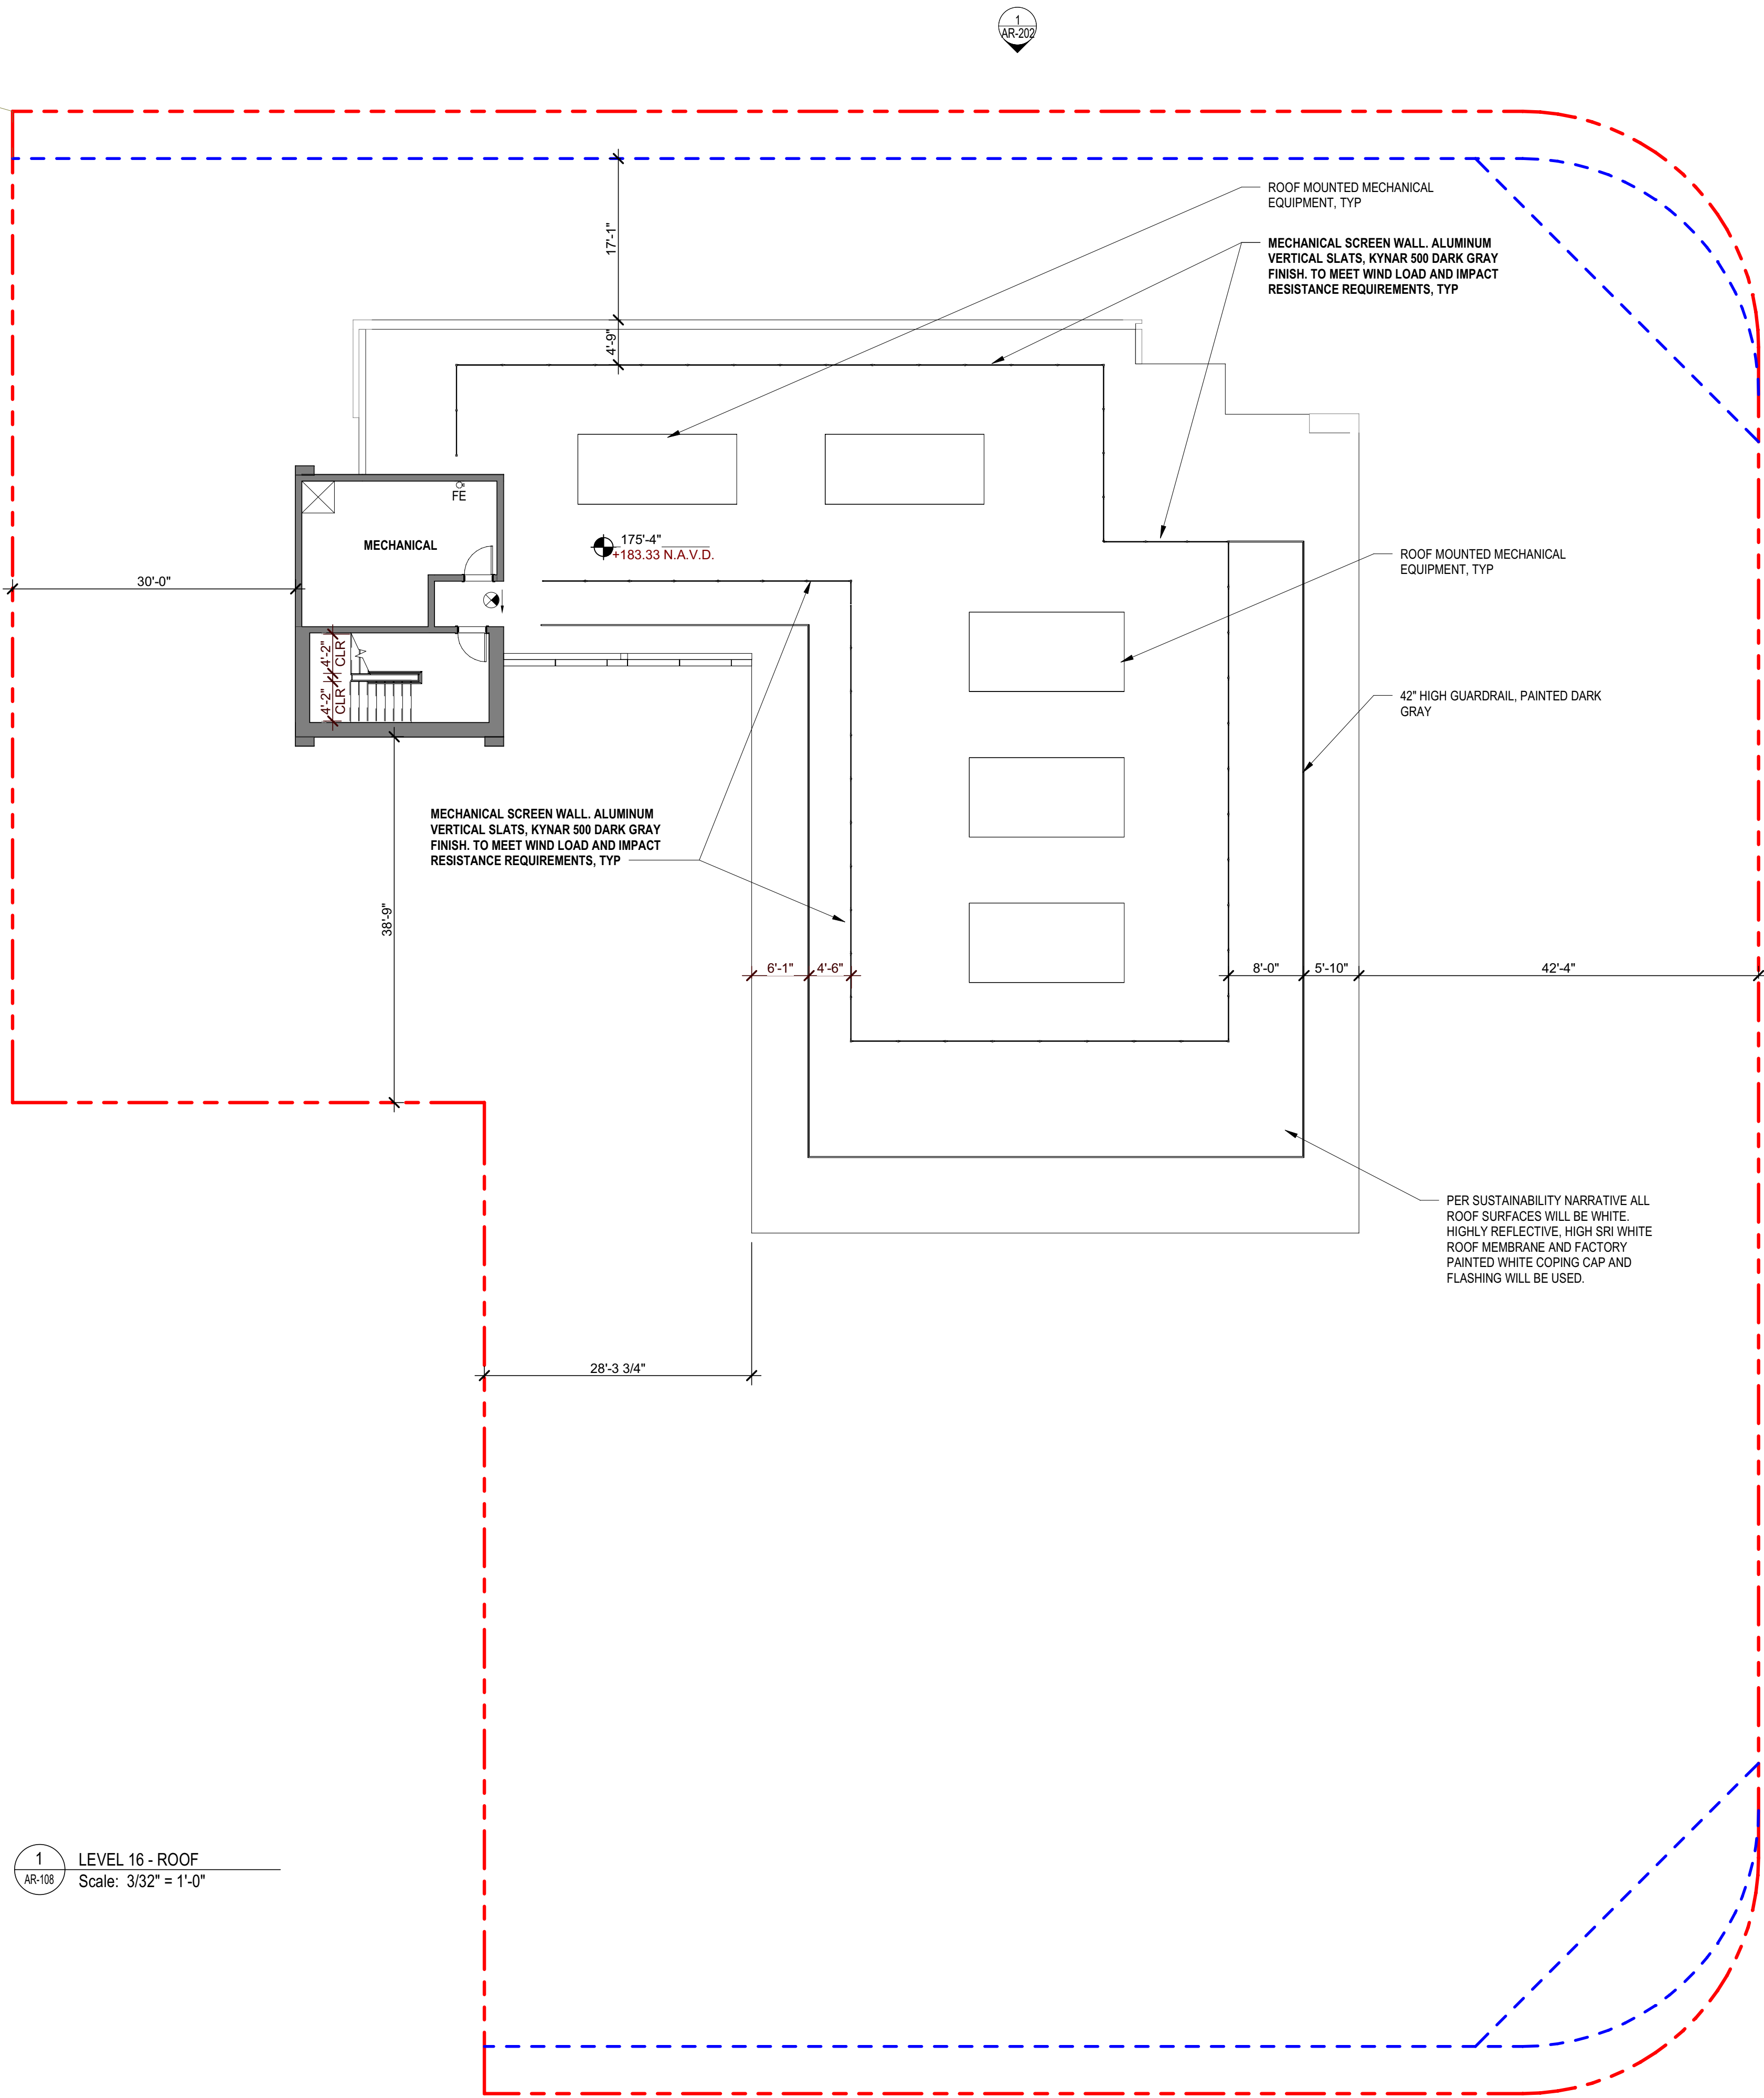 1
AR-202
ROOF MOUNTED MECHANICAL
EQUIPMENT, TYP
17'-1"
MECHANICAL SCREEN WALL. ALUMINUM
VERTICAL SLATS, KYNAR 500 DARK GRAY
FINISH. TO MEET WIND LOAD AND IMPACT
RESISTANCE REQUIREMENTS, TYP
4'-9"
FE
MECHANICAL
175'-4"
+183.33 N.A.V.D.
ROOF MOUNTED MECHANICAL
EQUIPMENT, TYP
30'-0"
4'-2"
CLR
4'-2"
CLR
42" HIGH GUARDRAIL, PAINTED DARK
GRAY
MECHANICAL SCREEN WALL. ALUMINUM
VERTICAL SLATS, KYNAR 500 DARK GRAY
FINISH. TO MEET WIND LOAD AND IMPACT
RESISTANCE REQUIREMENTS, TYP
38'-9"
6'-1"
4'-6"
8'-0"
5'-10"
42'-4"
PER SUSTAINABILITY NARRATIVE ALL
ROOF SURFACES WILL BE WHITE.
HIGHLY REFLECTIVE, HIGH SRI WHITE
ROOF MEMBRANE AND FACTORY
PAINTED WHITE COPING CAP AND
FLASHING WILL BE USED.
28'-3 3/4"
1
AR-108
LEVEL 16 - ROOF
Scale: 3/32" = 1'-0"